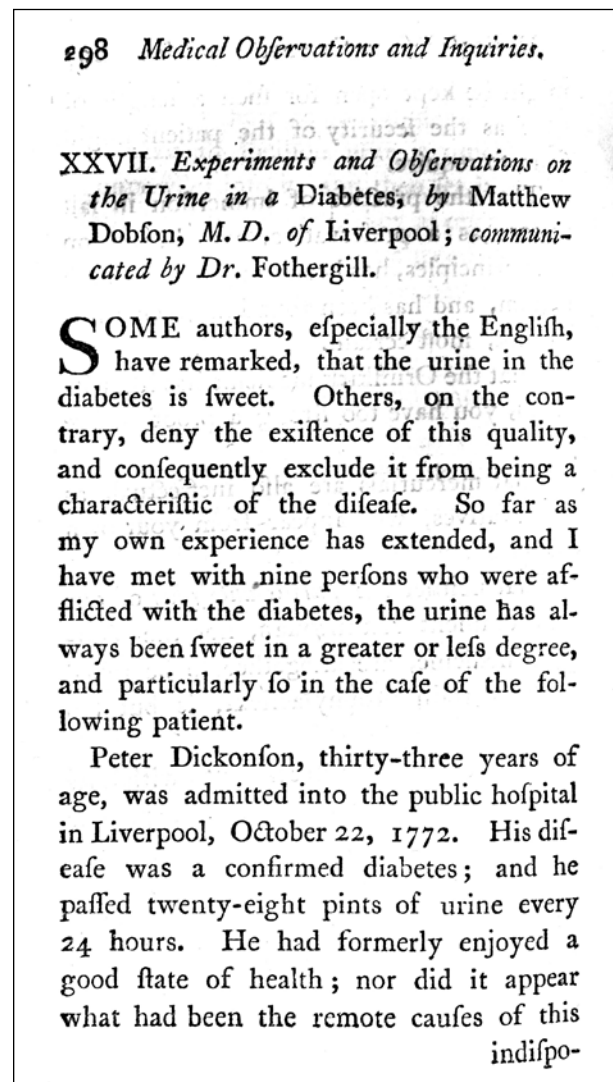 298 Medical Obſervations and Inquiries.
XXVII. Experiments and Obſervations on
the Urine in a Diabetes, by Matthew
Dobſon, M. D. of Liverpool; communi-
cated by Dr. Fothergill.
SOME authors, eſpecially the Engliſh,
have remarked, that the urine in the
diabetes is ſweet. Others, on the con-
trary, deny the exiſtence of this quality,
and conſequently exclude it from being a
characteriſtic of the diſeaſe. So far as
my own experience has extended, and I
have met with nine perſons who were af-
flicted with the diabetes, the urine has al-
ways been ſweet in a greater or leſs degree,
and particularly ſo in the caſe of the fol-
lowing patient.
Peter Dickonſon, thirty-three years of
age, was admitted into the public hoſpital
in Liverpool, October 22, 1772. His diſ-
eaſe was a confirmed diabetes; and he
paſſed twenty-eight pints of urine every
24 hours. He had formerly enjoyed a
good ſtate of health; nor did it appear
what had been the remote cauſes of this
indiſpo-